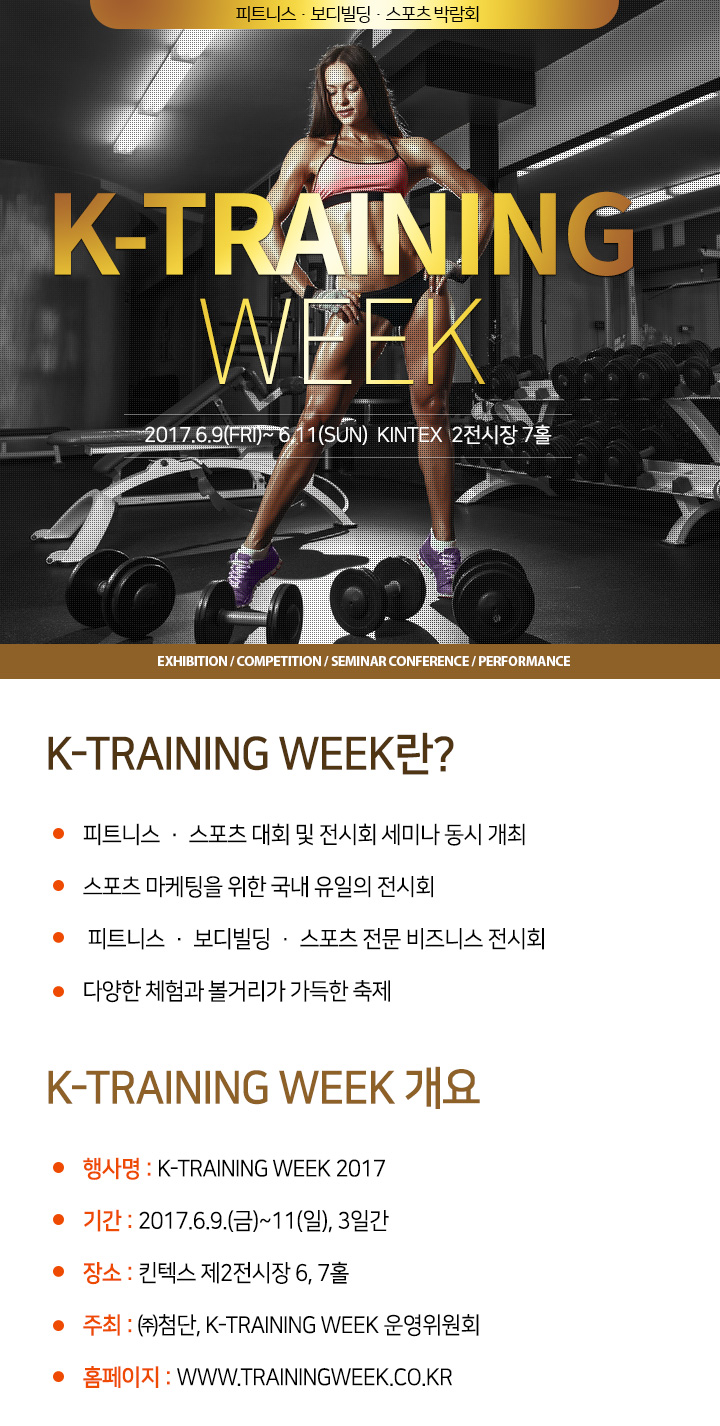 피트니스 · 보디빌딩 · 스포츠 박람회
K-TRAINING
WEEK
2017.6.9(FRI)~ 6.11(SUN) KINTEX 2전시장 7홀
EXHIBITION / COMPETITION / SEMINAR CONFERENCE / PERFORMANCE
K-TRAINING WEEK란?
• 피트니스 · 스포츠 대회 및 전시회 세미나 동시 개최
• 스포츠 마케팅을 위한 국내 유일의 전시회
• 피트니스 · 보디빌딩 · 스포츠 전문 비즈니스 전시회
• 다양한 체험과 볼거리가 가득한 축제
K-TRAINING WEEK 개요
• 행사명 : K-TRAINING WEEK 2017
• 기간 : 2017.6.9.(금)~11(일), 3일간
• 장소 : 킨텍스 제2전시장 6, 7홀
• 주최 : ㈜첨단, K-TRAINING WEEK 운영위원회
• 홈페이지 : WWW.TRAININGWEEK.CO.KR